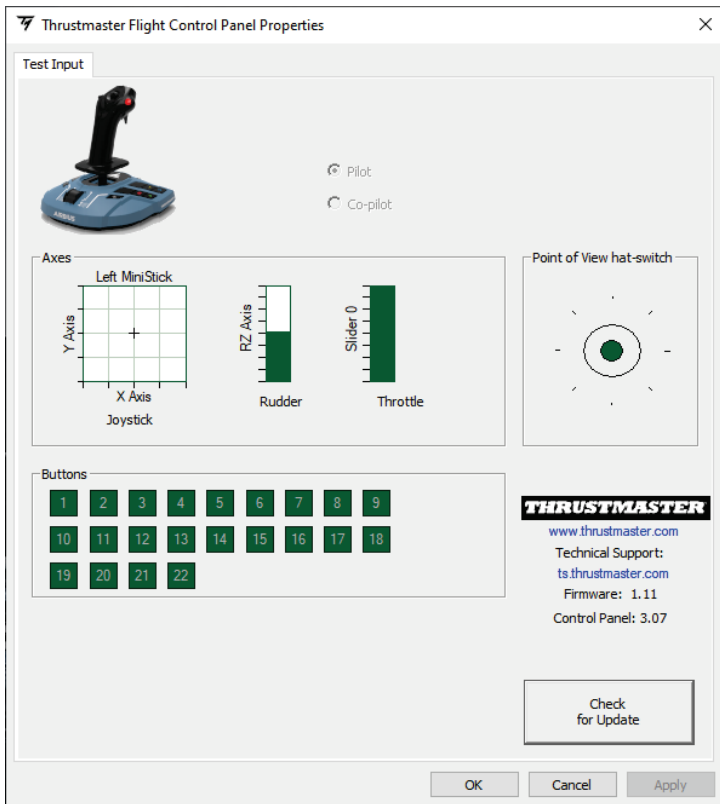 Thrustmaster Flight Control Panel Properties
Test Input
AIRBUS
Pilot
Co-pilot
Axes
Left MiniStick
Y Axis
X Axis
Joystick
RZ Axis
Rudder
Slider 0
Throttle
Point of View hat-switch
Buttons
1 2 3 4 5 6 7 8 9
10 11 12 13 14 15 16 17 18
19 20 21 22
THRUSTMASTER
www.thrustmaster.com
Technical Support:
ts.thrustmaster.com
Firmware: 1.11
Control Panel: 3.07
Check
for Update
OK Cancel Apply